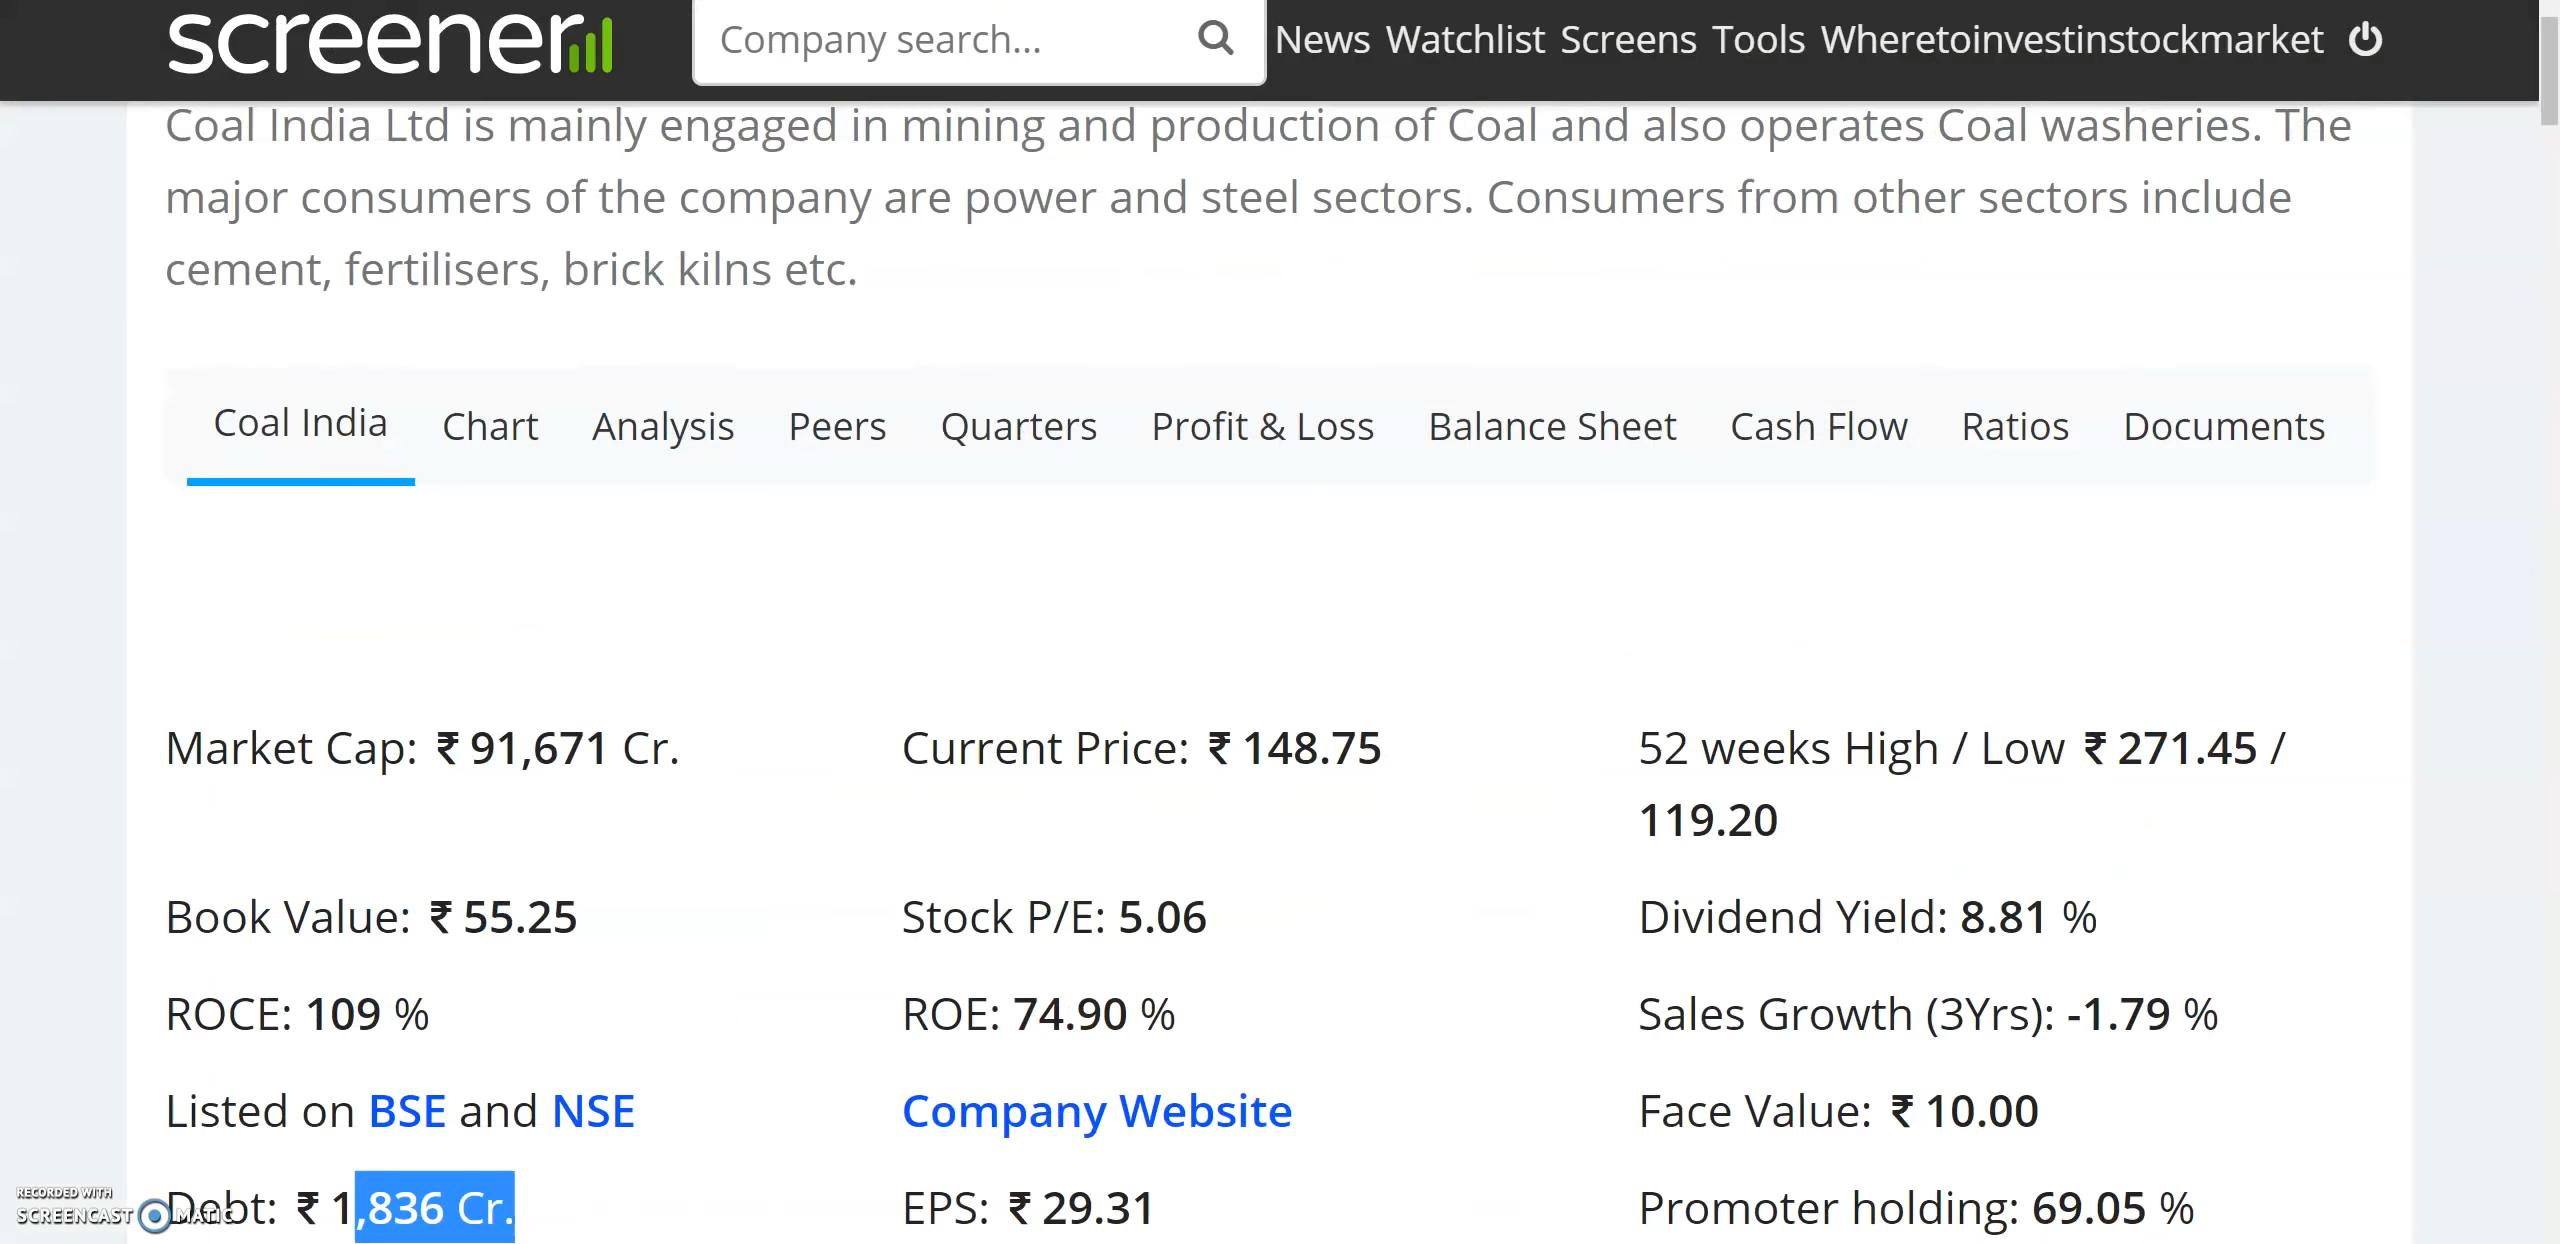 screener
Company search...
News Watchlist Screens Tools Wheretoinvestinstockmarket
Coal India Ltd is mainly engaged in mining and production of Coal and also operates Coal washeries. The
major consumers of the company are power and steel sectors. Consumers from other sectors include
cement, fertilisers, brick kilns etc.
Coal India Chart Analysis Peers Quarters Profit & Loss Balance Sheet Cash Flow Ratios Documents
Market Cap: ₹ 91,671 Cr.
Current Price: ₹ 148.75
52 weeks High / Low ₹ 271.45 /
119.20
Book Value: ₹ 55.25
Stock P/E: 5.06
Dividend Yield: 8.81 %
ROCE: 109 %
ROE: 74.90 %
Sales Growth (3Yrs): -1.79 %
Listed on BSE and NSE
Company Website
Face Value: ₹ 10.00
Debt: ₹ 1,836 Cr.
EPS: ₹ 29.31
Promoter holding: 69.05 %
RECORDED WITH
SCREENCAST MATIC